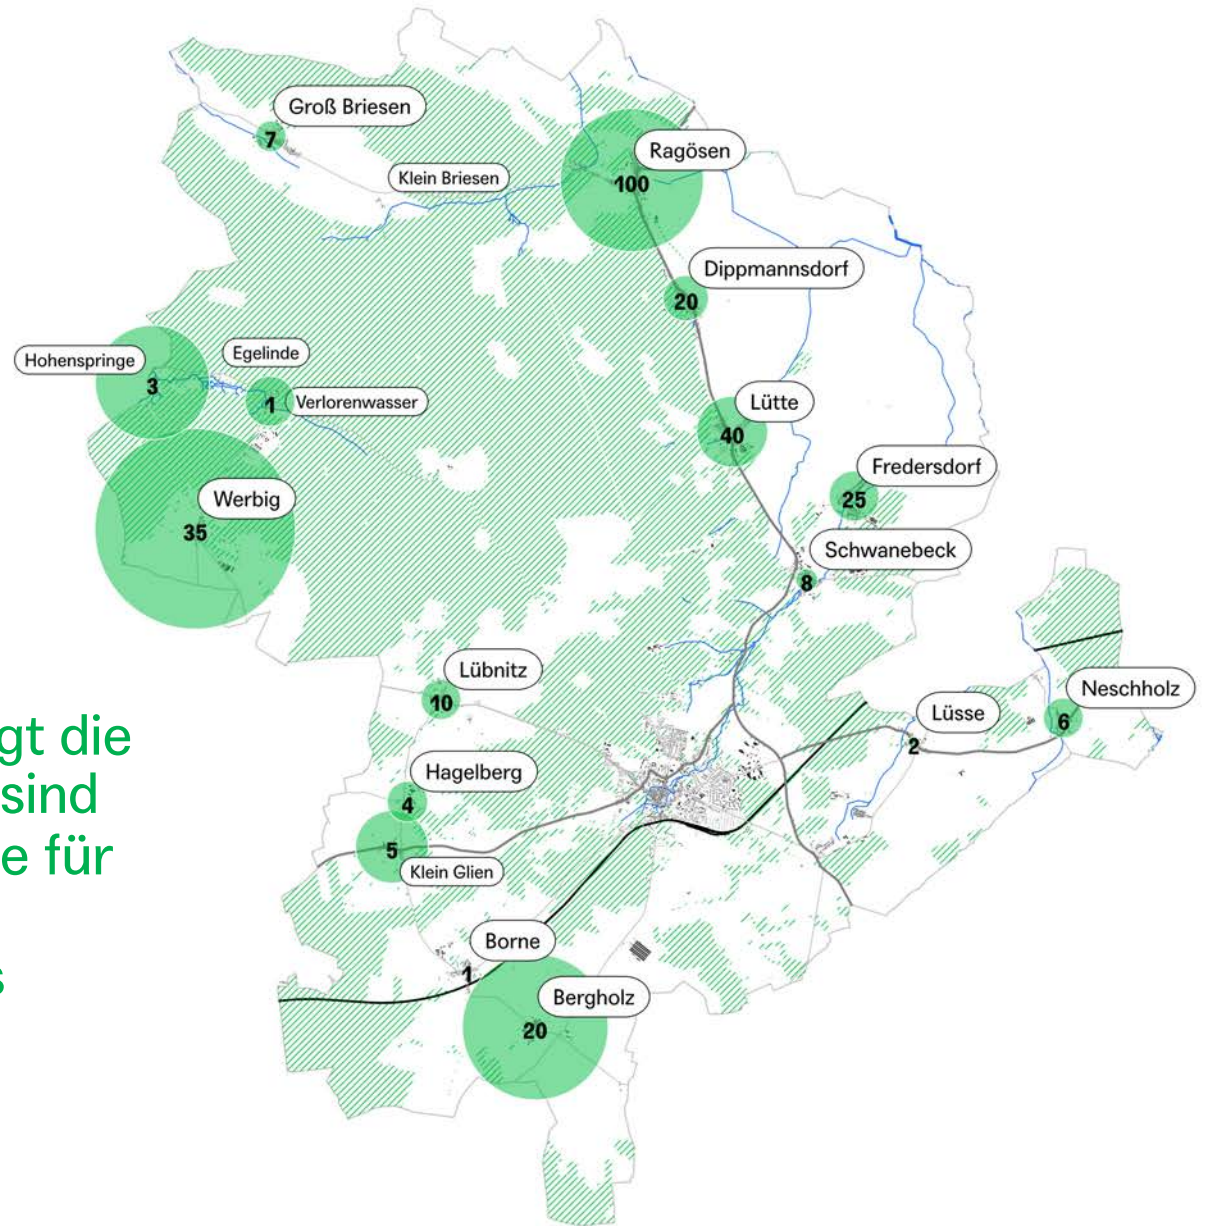 Groß Briesen
7
Ragösen
100
Klein Briesen
Dippmannsdorf
20
Egelinde
Hohenspringe
3
1
Verlorenwasser
Lütte
40
Fredersdorf
25
Werbig
35
Schwanebeck
8
Lübnitz
10
Neschholz
6
Lüsse
2
gt die
sind
e für
s
Hagelberg
4
5
Klein Glien
Borne
1
Bergholz
20